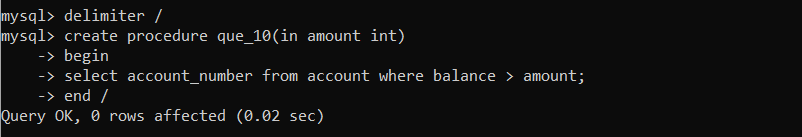 mysql> delimiter /
mysql> create procedure que_10(in amount int)
    -> begin
    -> select account_number from account where balance > amount;
    -> end /
Query OK, 0 rows affected (0.02 sec)